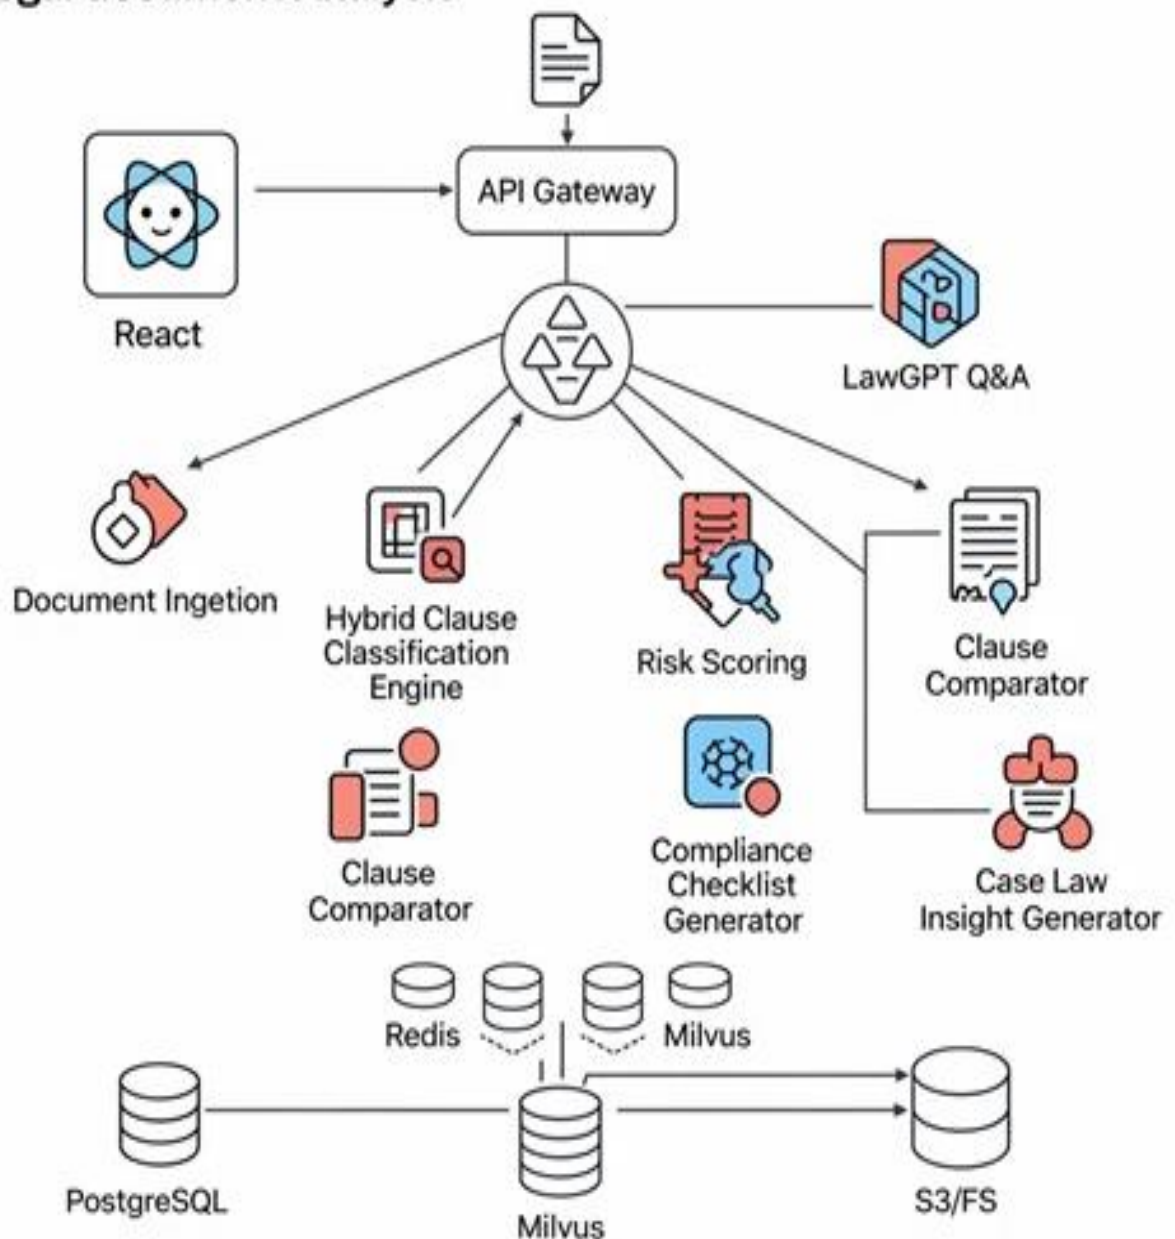 API Gateway
React
LawGPT Q&A
Document Ingetion
Hybrid Clause
Classification
Engine
Risk Scoring
Clause
Comparator
Clause
Comparator
Compliance
Checklist
Generator
Case Law
Insight Generator
Redis
Milvus
PostgreSQL
Milvus
S3/FS